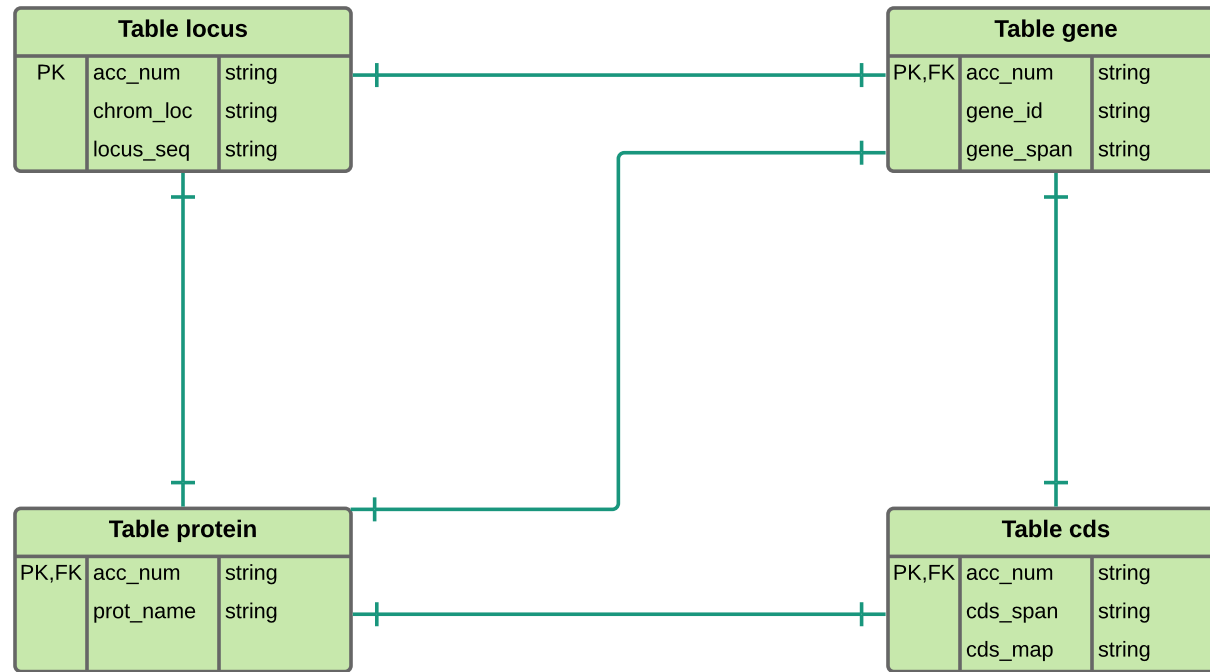 Table locus
PK acc_num string
chrom_loc string
locus_seq string
Table gene
PK,FK acc_num string
gene_id string
gene_span string
Table protein
PK,FK acc_num string
prot_name string
Table cds
PK,FK acc_num string
cds_span string
cds_map string